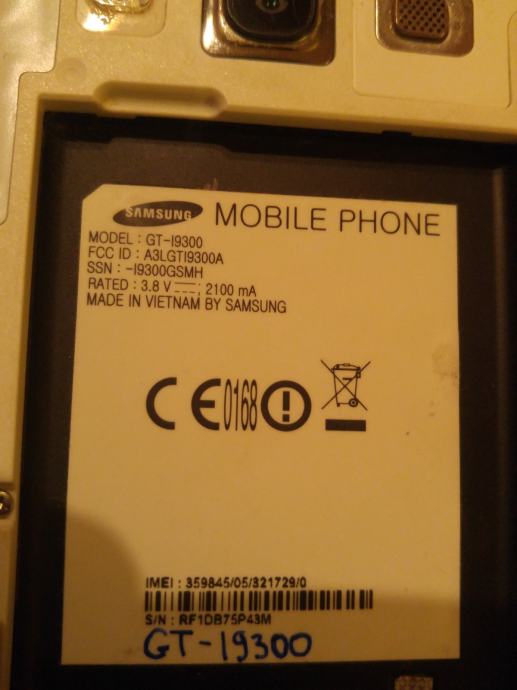 SAMSUNG MOBILE PHONE
MODEL : GT-I9300
FCC ID : A3LGTI9300A
SSN : -I9300GSMH
RATED : 3.8 V ⎓; 2100 mA
MADE IN VIETNAM BY SAMSUNG
CE0168
IMEI : 359845/05/321729/0
S/N : RF1DB75P43M
GT-I9300